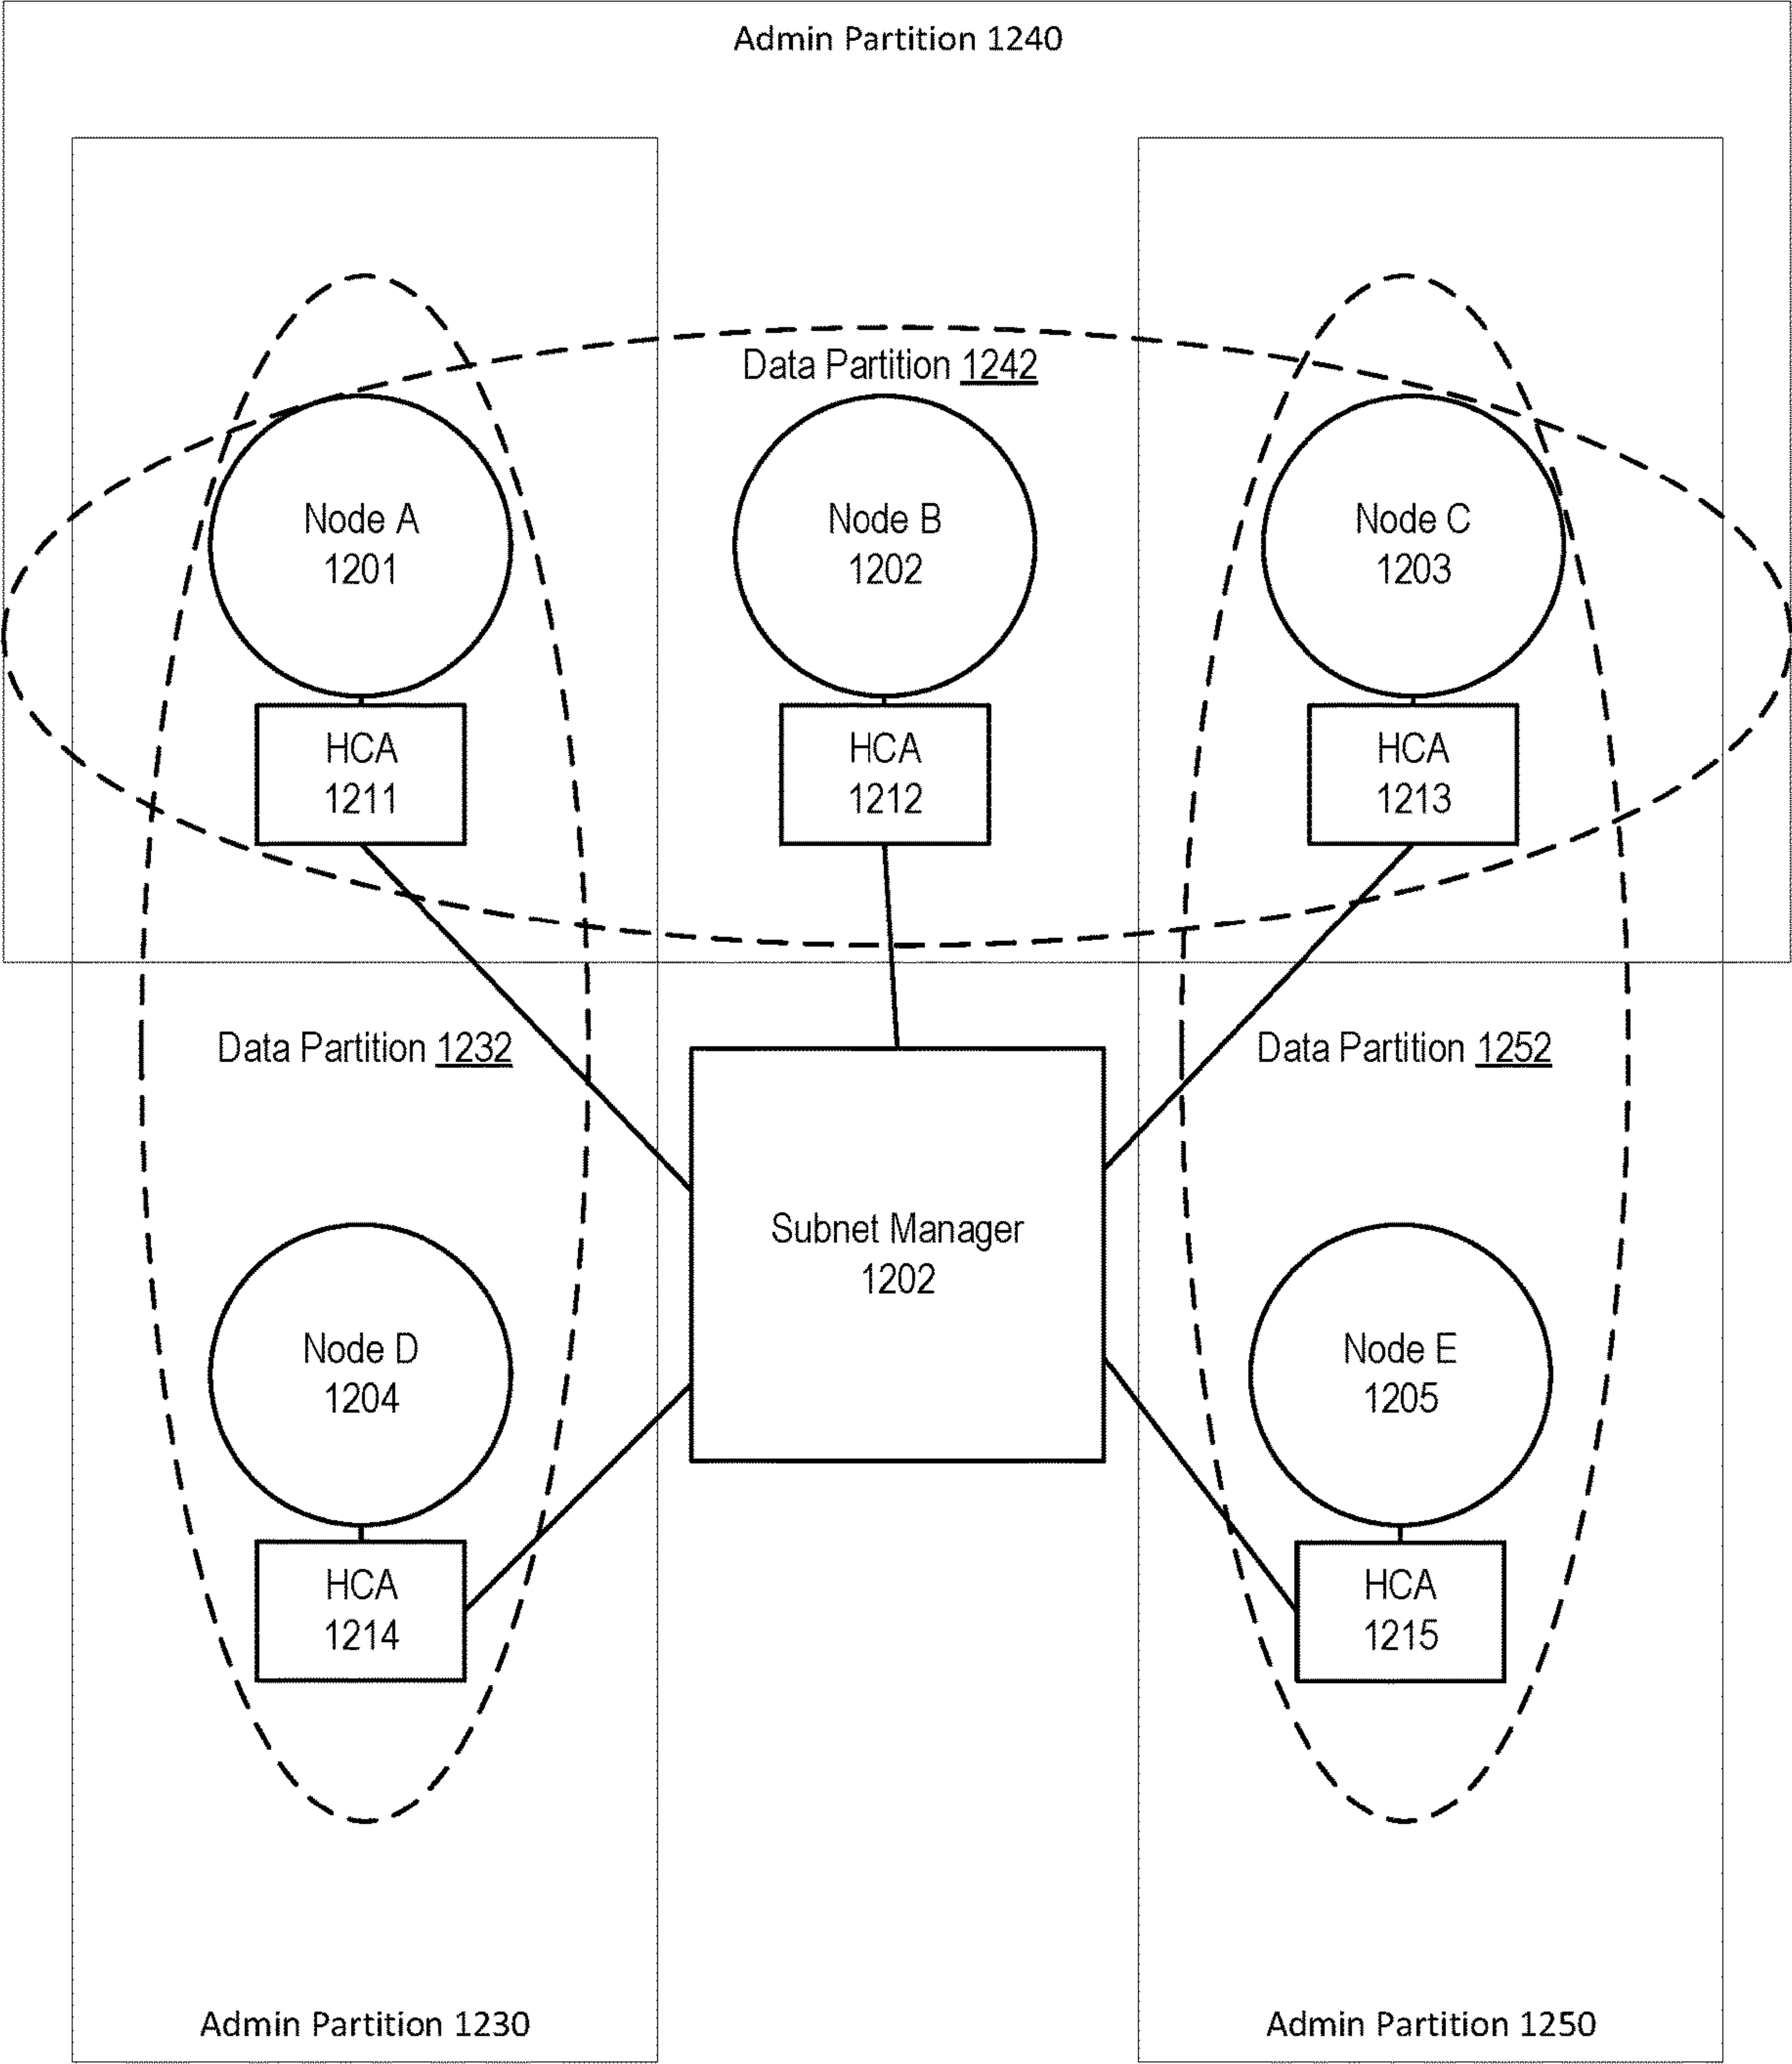 Admin Partition 1240
Data Partition 1242
Node A
1201
Node B
1202
Node C
1203
HCA
1211
HCA
1212
HCA
1213
Data Partition 1232
Data Partition 1252
Subnet Manager
1202
Node D
1204
Node E
1205
HCA
1214
HCA
1215
Admin Partition 1230
Admin Partition 1250